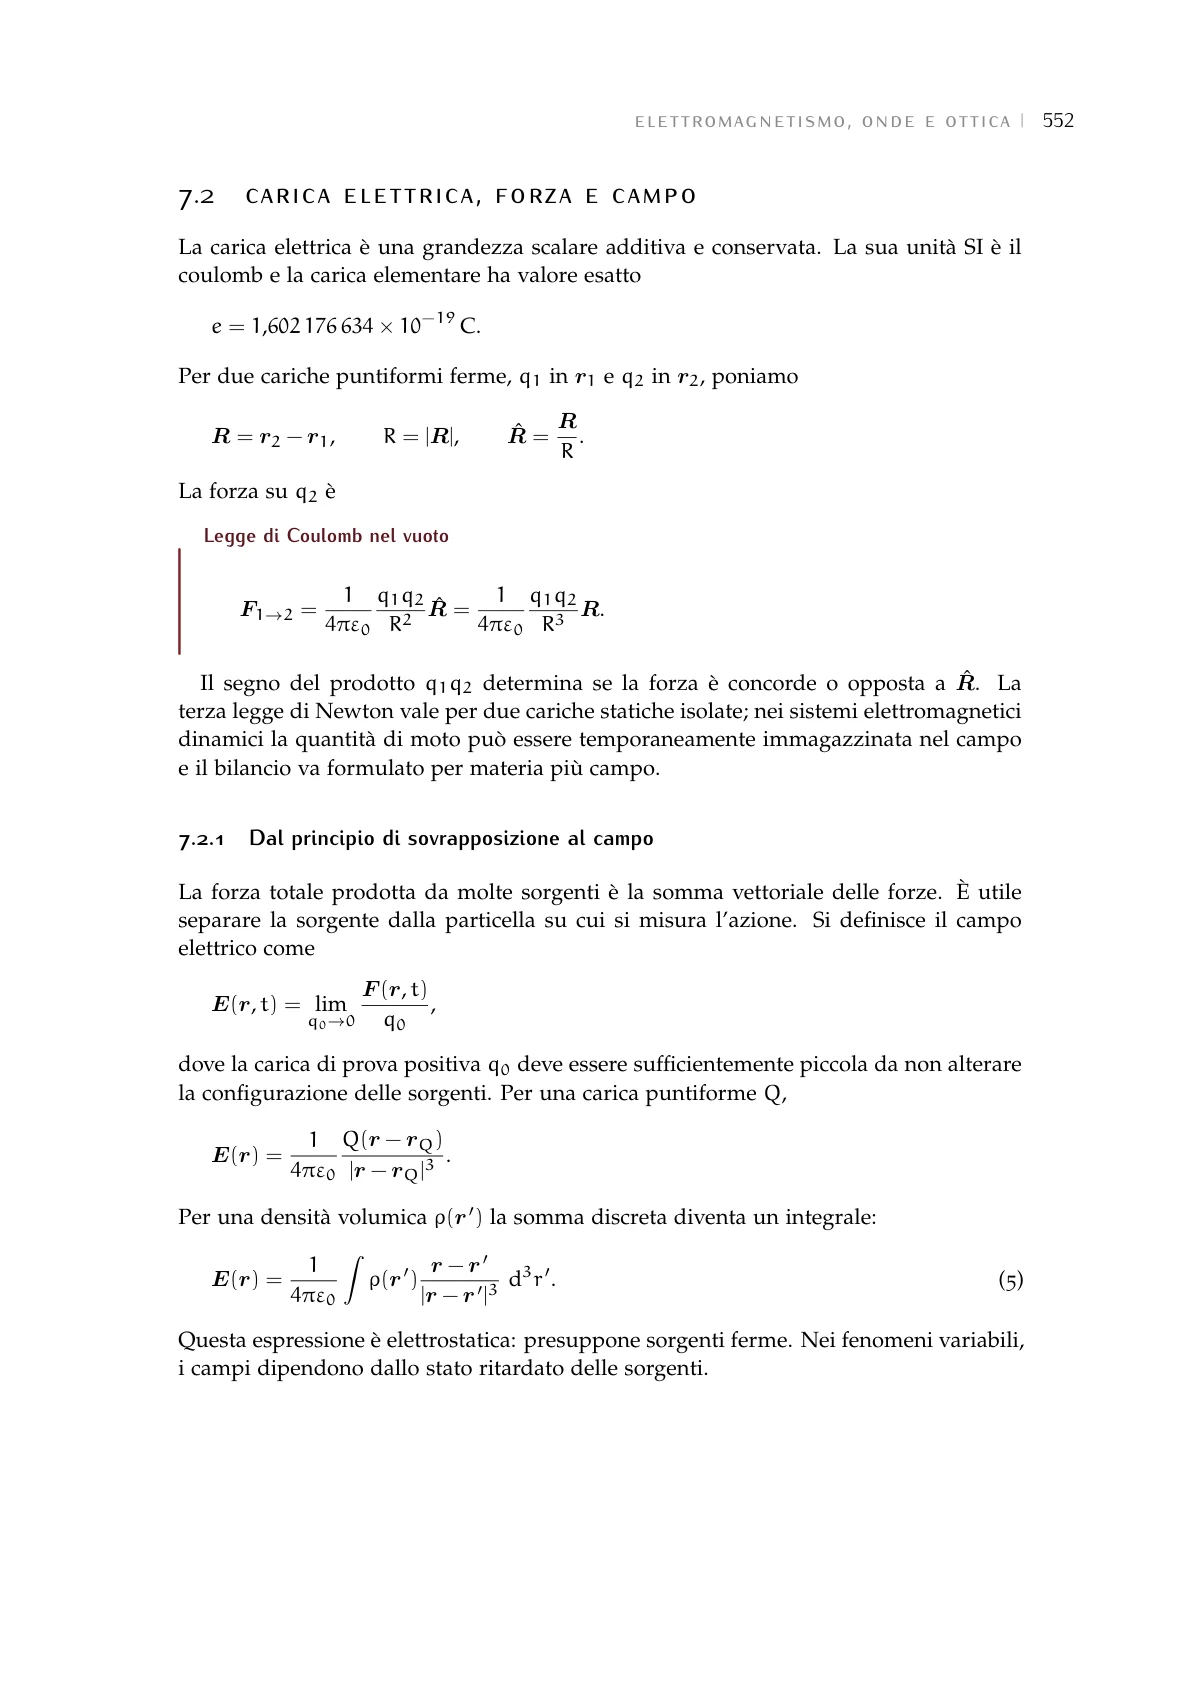 ELETTROMAGNETISMO, ONDE E OTTICA | 552
7.2 CARICA ELETTRICA, FORZA E CAMPO
La carica elettrica è una grandezza scalare additiva e conservata. La sua unità SI è il
coulomb e la carica elementare ha valore esatto
e = 1,602 176 634 × 10⁻¹⁹ C.
Per due cariche puntiformi ferme, q₁ in r₁ e q₂ in r₂, poniamo
R = r₂ − r₁, R = |R|, R̂ = R/R.
La forza su q₂ è
Legge di Coulomb nel vuoto
F₁→₂ = 1/(4πε₀) q₁q₂/R² R̂ = 1/(4πε₀) q₁q₂/R³ R.
Il segno del prodotto q₁q₂ determina se la forza è concorde o opposta a R̂. La
terza legge di Newton vale per due cariche statiche isolate; nei sistemi elettromagnetici
dinamici la quantità di moto può essere temporaneamente immagazzinata nel campo
e il bilancio va formulato per materia più campo.
7.2.1 Dal principio di sovrapposizione al campo
La forza totale prodotta da molte sorgenti è la somma vettoriale delle forze. È utile
separare la sorgente dalla particella su cui si misura l'azione. Si definisce il campo
elettrico come
E(r, t) = lim q₀→0 F(r, t)/q₀,
dove la carica di prova positiva q₀ deve essere sufficientemente piccola da non alterare
la configurazione delle sorgenti. Per una carica puntiforme Q,
E(r) = 1/(4πε₀) Q(r − r_Q)/|r − r_Q|³.
Per una densità volumica ρ(r′) la somma discreta diventa un integrale:
E(r) = 1/(4πε₀) ∫ ρ(r′) (r − r′)/|r − r′|³ d³r′. (5)
Questa espressione è elettrostatica: presuppone sorgenti ferme. Nei fenomeni variabili,
i campi dipendono dallo stato ritardato delle sorgenti.